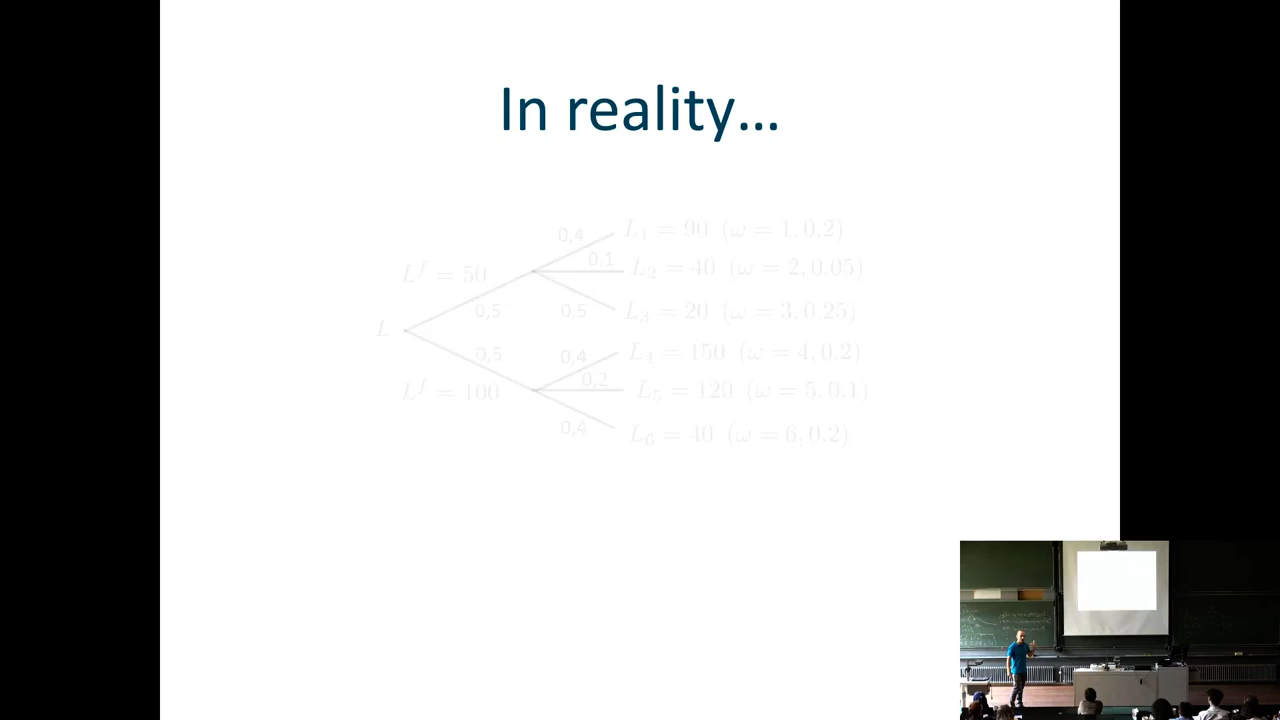 In reality…
0,4
L₁ = 90 (ω = 1, 0.2)
0,1
L₂ = 40 (ω = 2, 0.05)
Lᶠ = 50
0,5
0,5
L₃ = 20 (ω = 3, 0.25)
L
0,5
0,4
L₄ = 150 (ω = 4, 0.2)
0,2
Lᶠ = 100
L₅ = 120 (ω = 5, 0.1)
0,4
L₆ = 40 (ω = 6, 0.2)